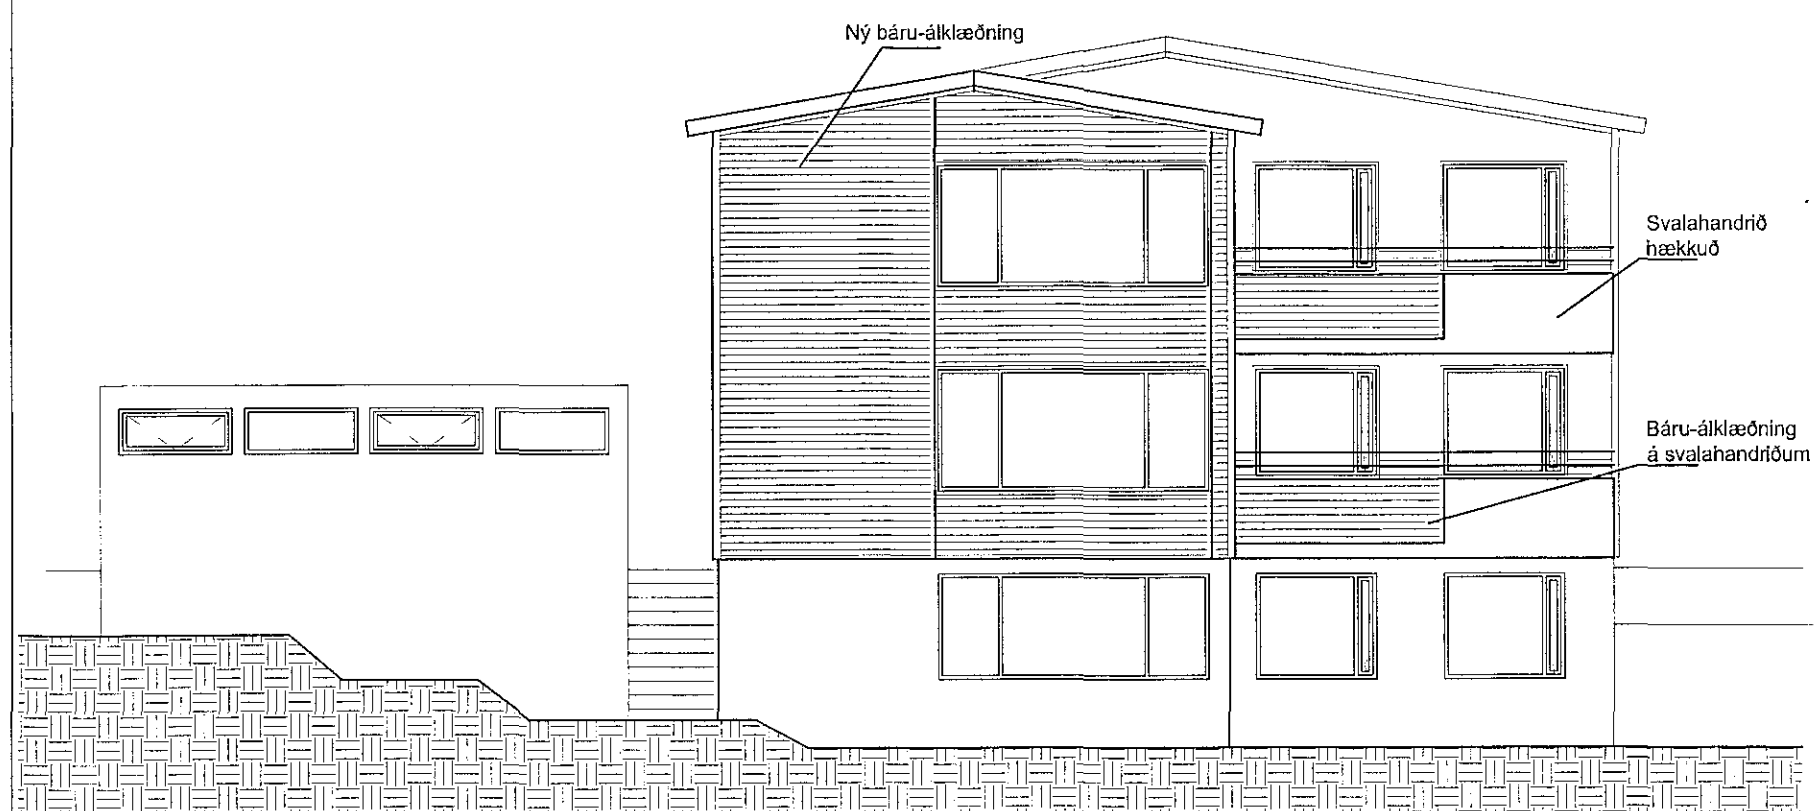 Ný báru-álklæðning
Svalahandrið
hækkuð
Báru-álklæðning
á svalahandriðum